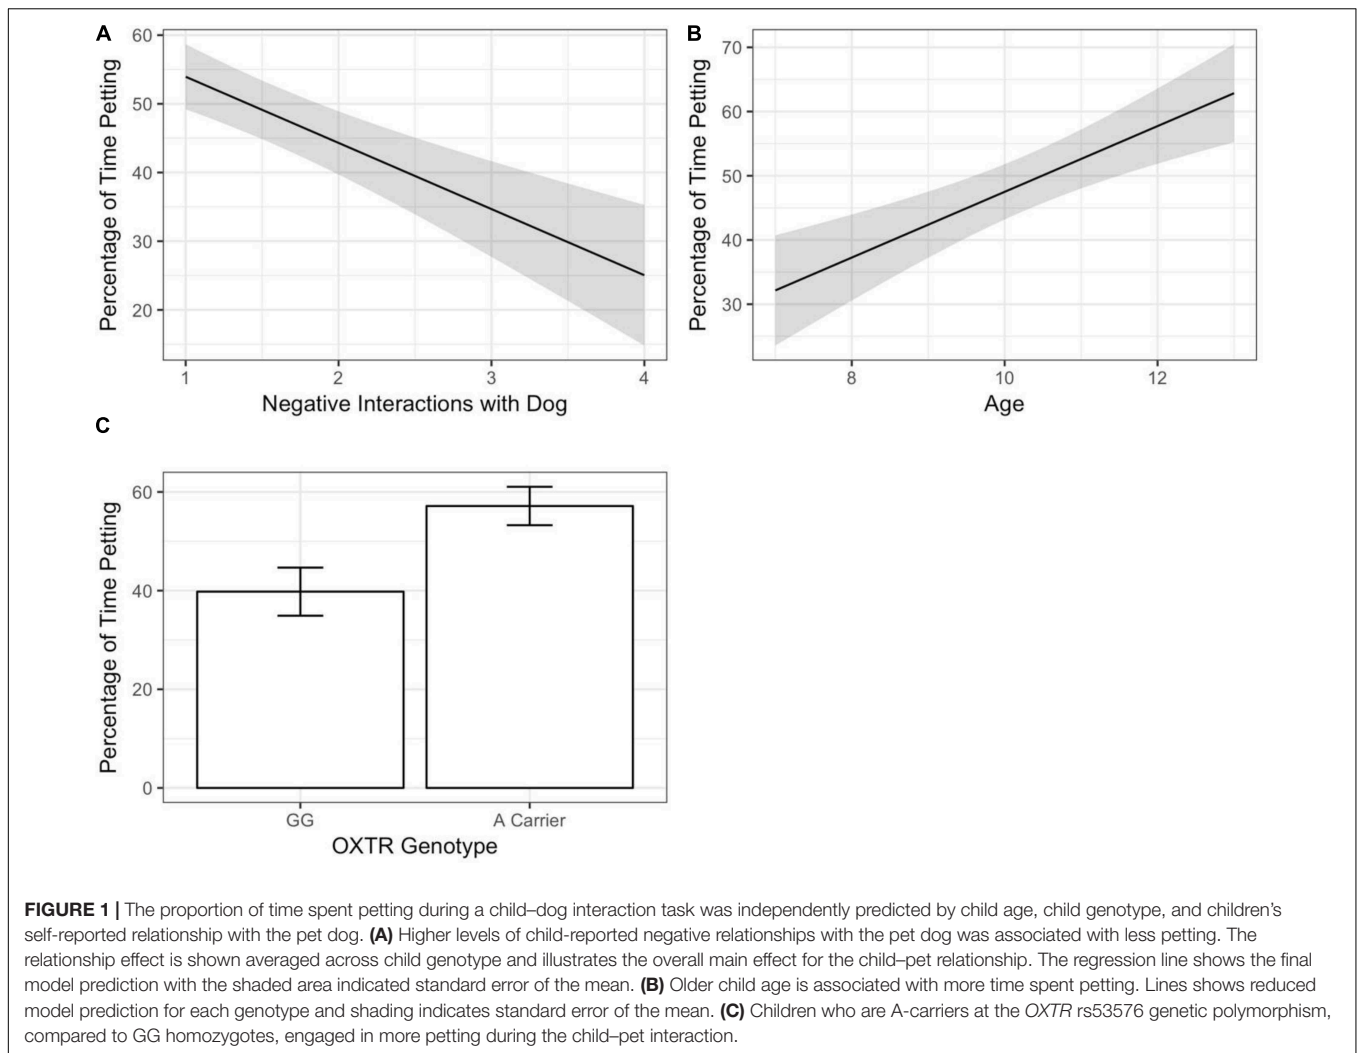 A
60
50
40
30
20
Percentage of Time Petting
1 2 3 4
Negative Interactions with Dog
B
70
60
50
40
30
Percentage of Time Petting
8 10 12
Age
C
60
40
20
0
Percentage of Time Petting
GG A Carrier
OXTR Genotype
FIGURE 1 | The proportion of time spent petting during a child–dog interaction task was independently predicted by child age, child genotype, and children’s
self-reported relationship with the pet dog. (A) Higher levels of child-reported negative relationships with the pet dog was associated with less petting. The
relationship effect is shown averaged across child genotype and illustrates the overall main effect for the child–pet relationship. The regression line shows the final
model prediction with the shaded area indicated standard error of the mean. (B) Older child age is associated with more time spent petting. Lines shows reduced
model prediction for each genotype and shading indicates standard error of the mean. (C) Children who are A-carriers at the OXTR rs53576 genetic polymorphism,
compared to GG homozygotes, engaged in more petting during the child–pet interaction.